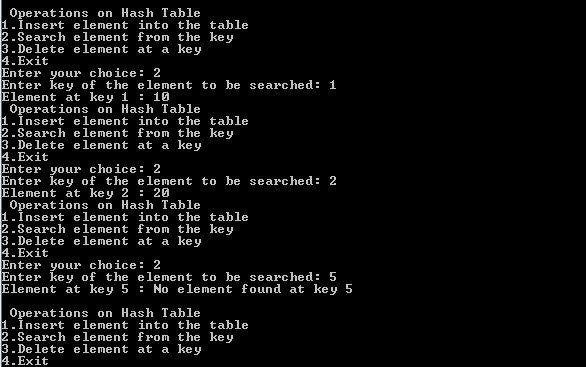 Operations on Hash Table
1.Insert element into the table
2.Search element from the key
3.Delete element at a key
4.Exit
Enter your choice: 2
Enter key of the element to be searched: 1
Element at key 1 : 10
Operations on Hash Table
1.Insert element into the table
2.Search element from the key
3.Delete element at a key
4.Exit
Enter your choice: 2
Enter key of the element to be searched: 2
Element at key 2 : 20
Operations on Hash Table
1.Insert element into the table
2.Search element from the key
3.Delete element at a key
4.Exit
Enter your choice: 2
Enter key of the element to be searched: 5
Element at key 5 : No element found at key 5
Operations on Hash Table
1.Insert element into the table
2.Search element from the key
3.Delete element at a key
4.Exit